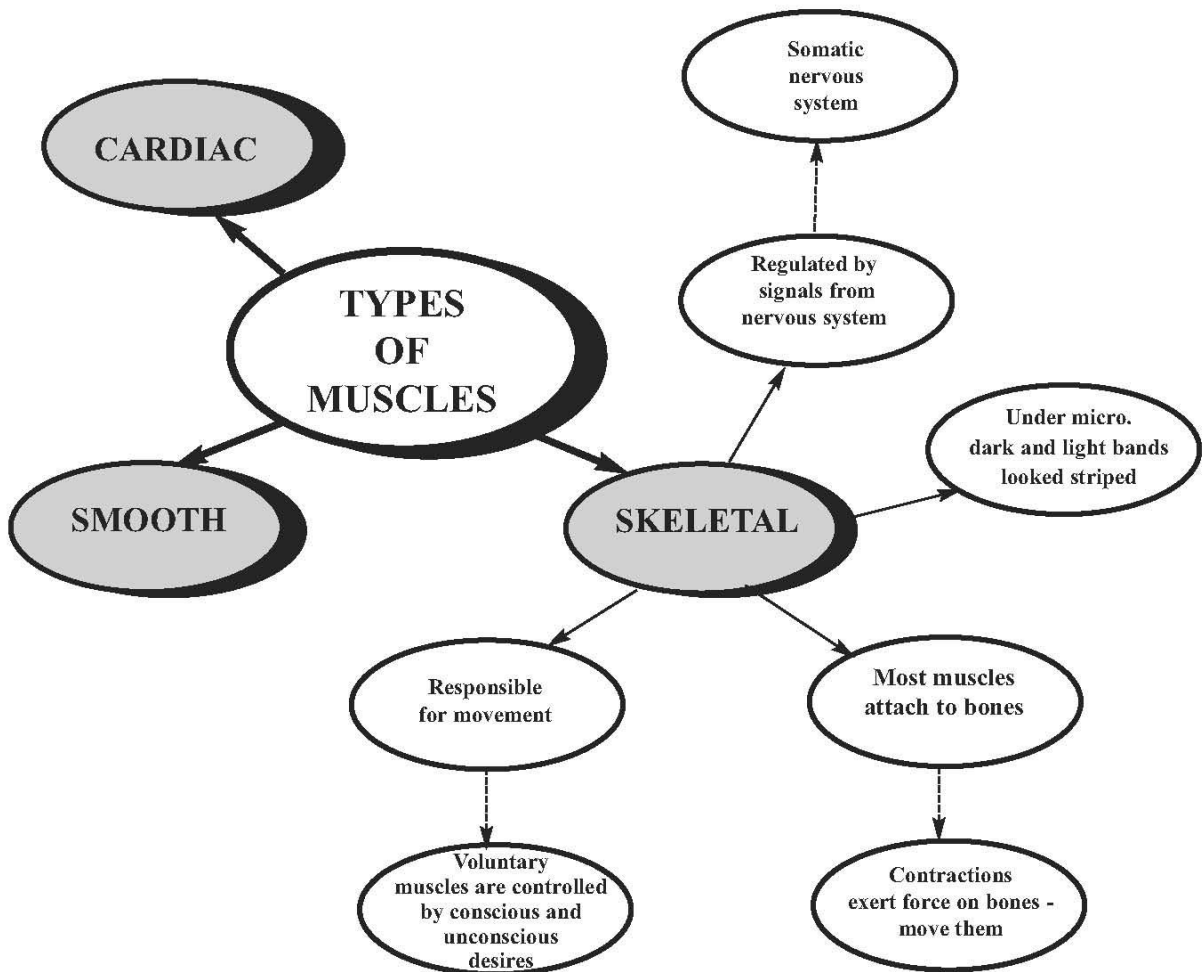 Somatic
nervous
system
CARDIAC
Regulated by
signals from
nervous system
TYPES
OF
MUSCLES
Under micro.
dark and light bands
looked striped
SMOOTH
SKELETAL
Responsible
for movement
Most muscles
attach to bones
Voluntary
muscles are controlled
by conscious and
unconscious
desires
Contractions
exert force on bones -
move them